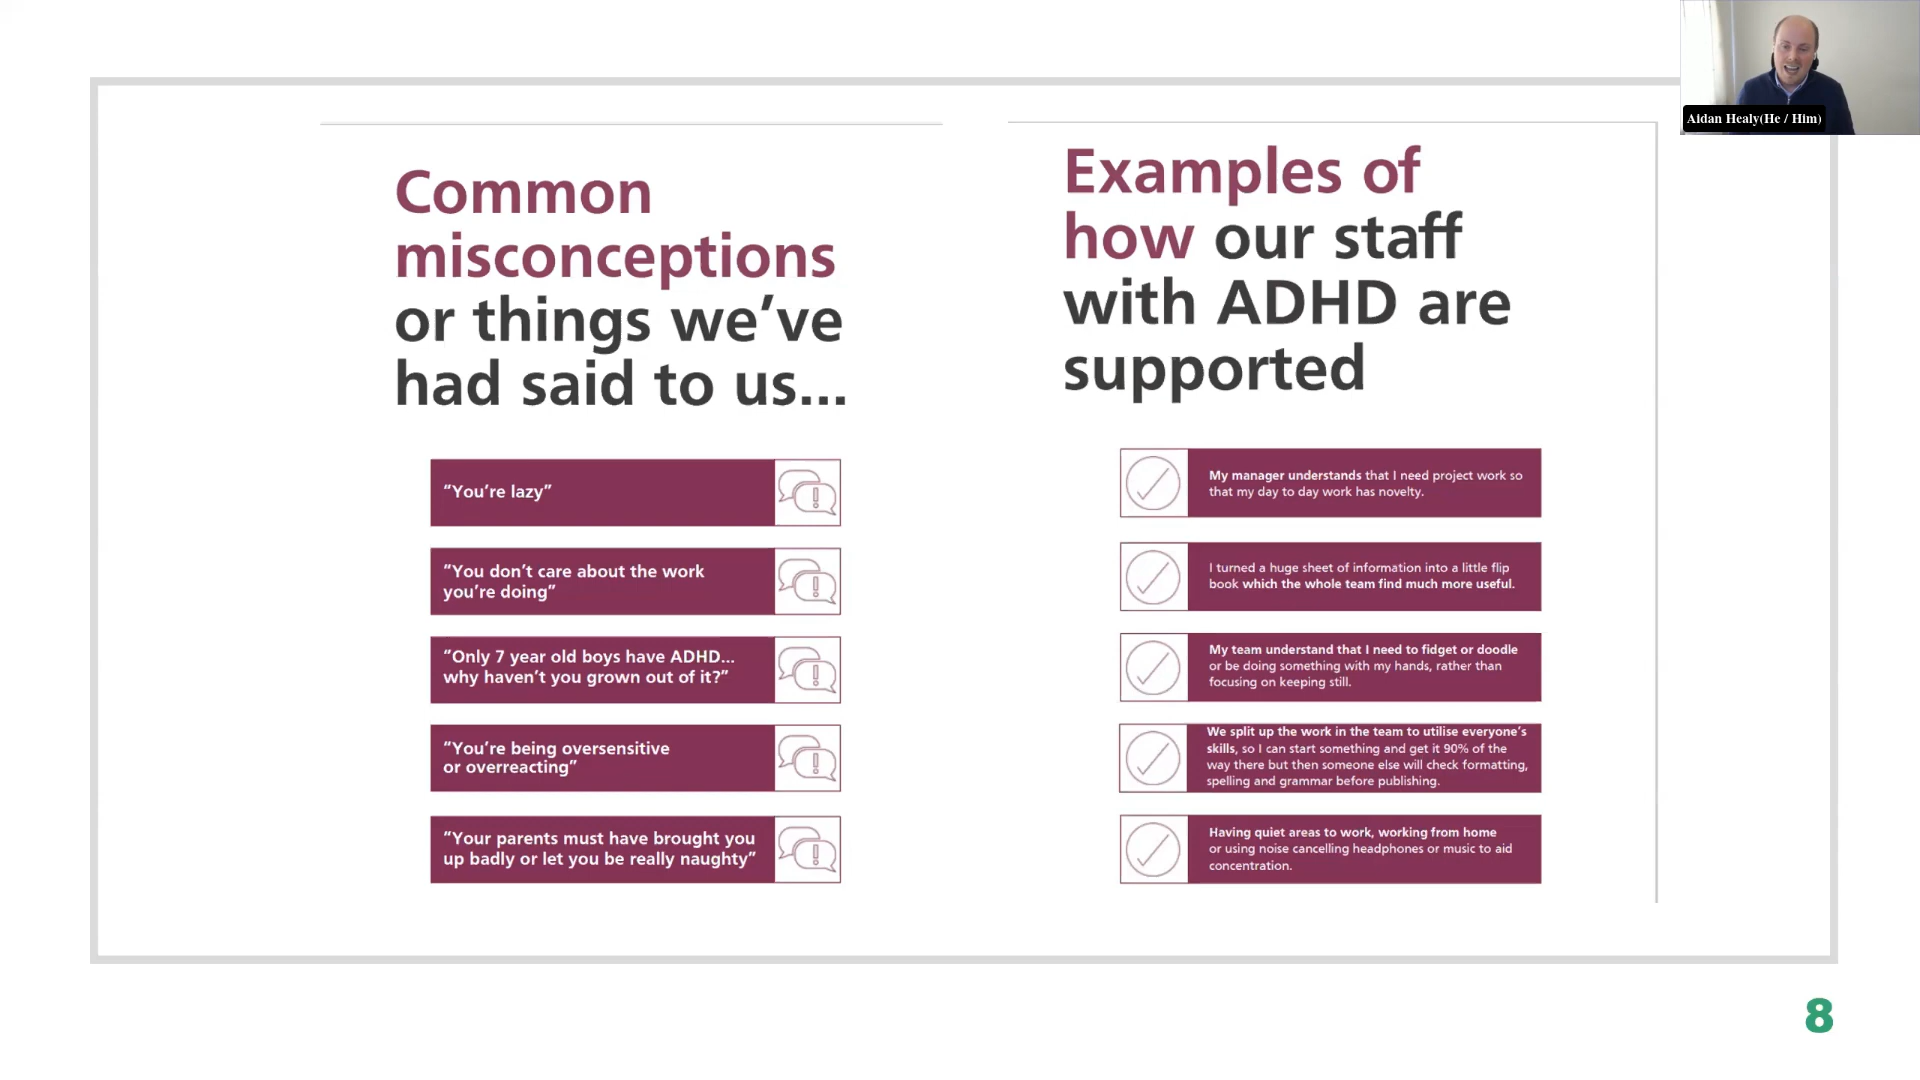 Aidan Healy(He / Him)
Common
misconceptions
or things we’ve
had said to us...
“You’re lazy”
“You don’t care about the work
you’re doing”
“Only 7 year old boys have ADHD...
why haven’t you grown out of it?”
“You’re being oversensitive
or overreacting”
“Your parents must have brought you
up badly or let you be really naughty”
Examples of
how our staff
with ADHD are
supported
My manager understands that I need project work so
that my day to day work has novelty.
I turned a huge sheet of information into a little flip
book which the whole team find much more useful.
My team understand that I need to fidget or doodle
or be doing something with my hands, rather than
focusing on keeping still.
We split up the work in the team to utilise everyone’s
skills, so I can start something and get it 90% of the
way there but then someone else will check formatting,
spelling and grammar before publishing.
Having quiet areas to work, working from home
or using noise cancelling headphones or music to aid
concentration.
8